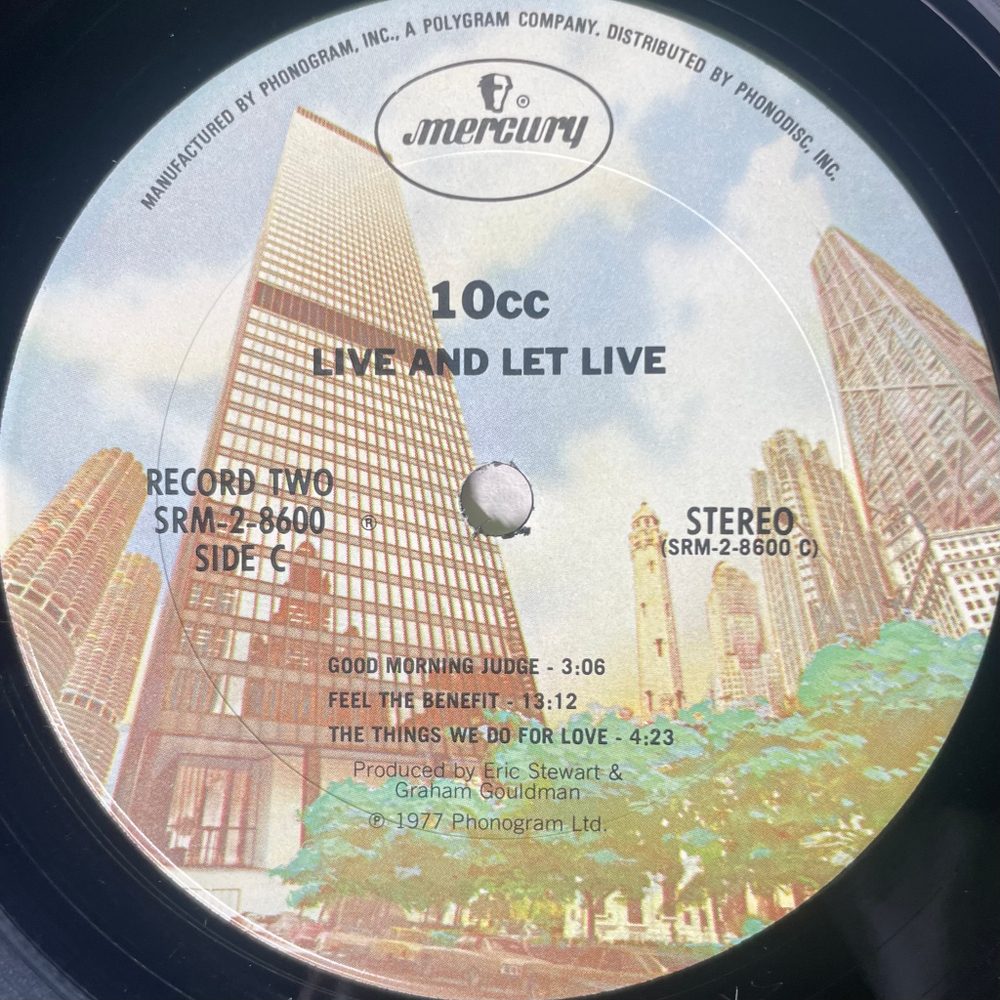 MANUFACTURED BY PHONOGRAM, INC., A POLYGRAM COMPANY. DISTRIBUTED BY PHONODISC, INC.
®
mercury
10cc
LIVE AND LET LIVE
RECORD TWO
SRM-2-8600 ®
SIDE C
STEREO
(SRM-2-8600 C)
GOOD MORNING JUDGE - 3:06
FEEL THE BENEFIT - 13:12
THE THINGS WE DO FOR LOVE - 4:23
Produced by Eric Stewart &
Graham Gouldman
℗ 1977 Phonogram Ltd.